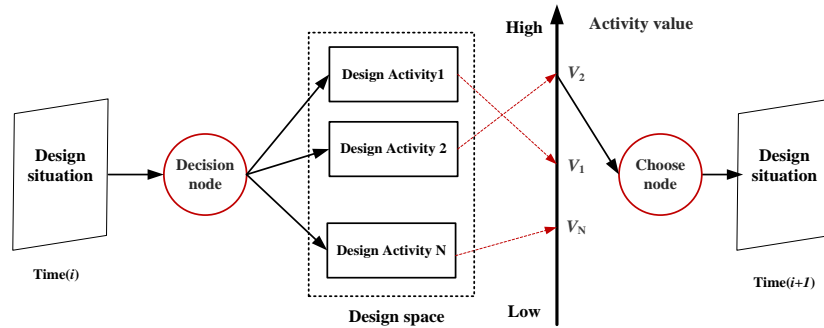 Design
situation
Time(i)
Decision
node
Design Activity1
Design Activity 2
Design Activity N
Design space
High
Activity value
V2
V1
VN
Low
Choose
node
Design
situation
Time(i+1)